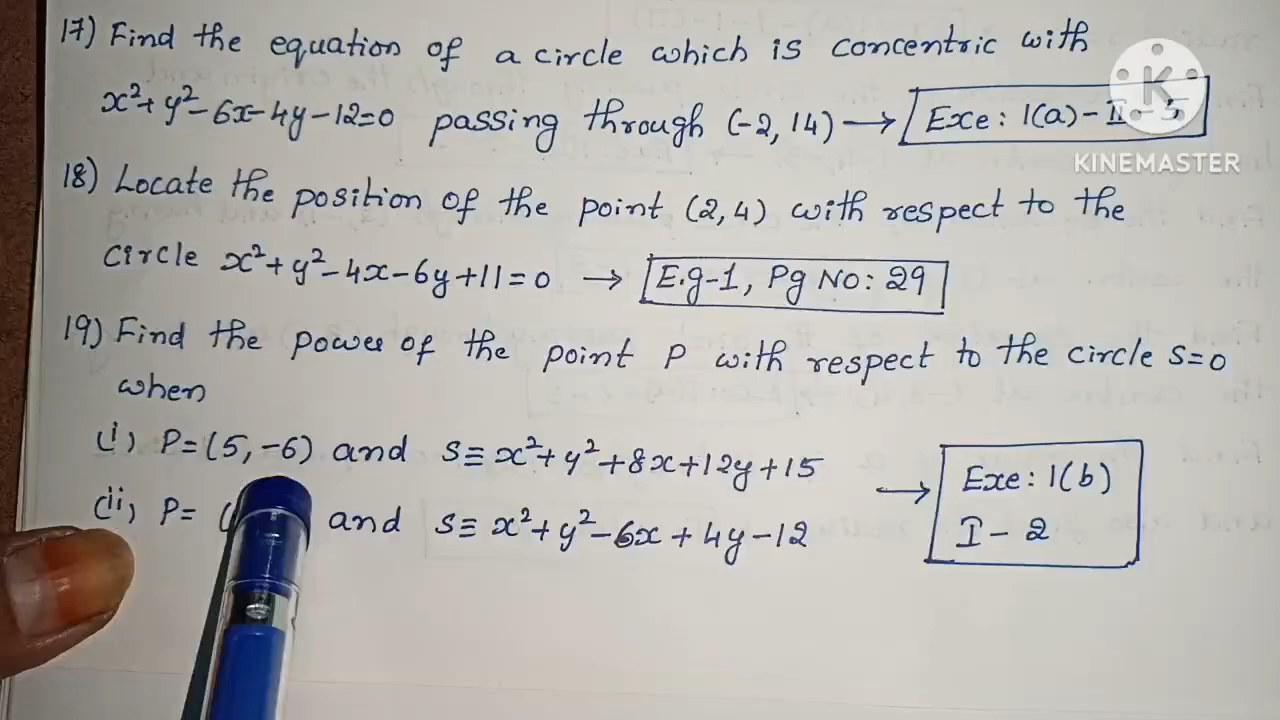 17) Find the equation of a circle which is concentric with
x²+y²-6x-4y-12=0 passing through (-2, 14) → Exe: 1(a)-II-5
K
KINEMASTER
18) Locate the position of the point (2,4) with respect to the
circle x²+y²-4x-6y+11=0 → E.g-1, Pg No: 29
19) Find the power of the point P with respect to the circle S=0
when
(i) P=(5,-6) and S≡x²+y²+8x+12y+15
(ii) P= ( and S≡ x²+y²-6x+4y-12
→ Exe: 1(b)
I-2